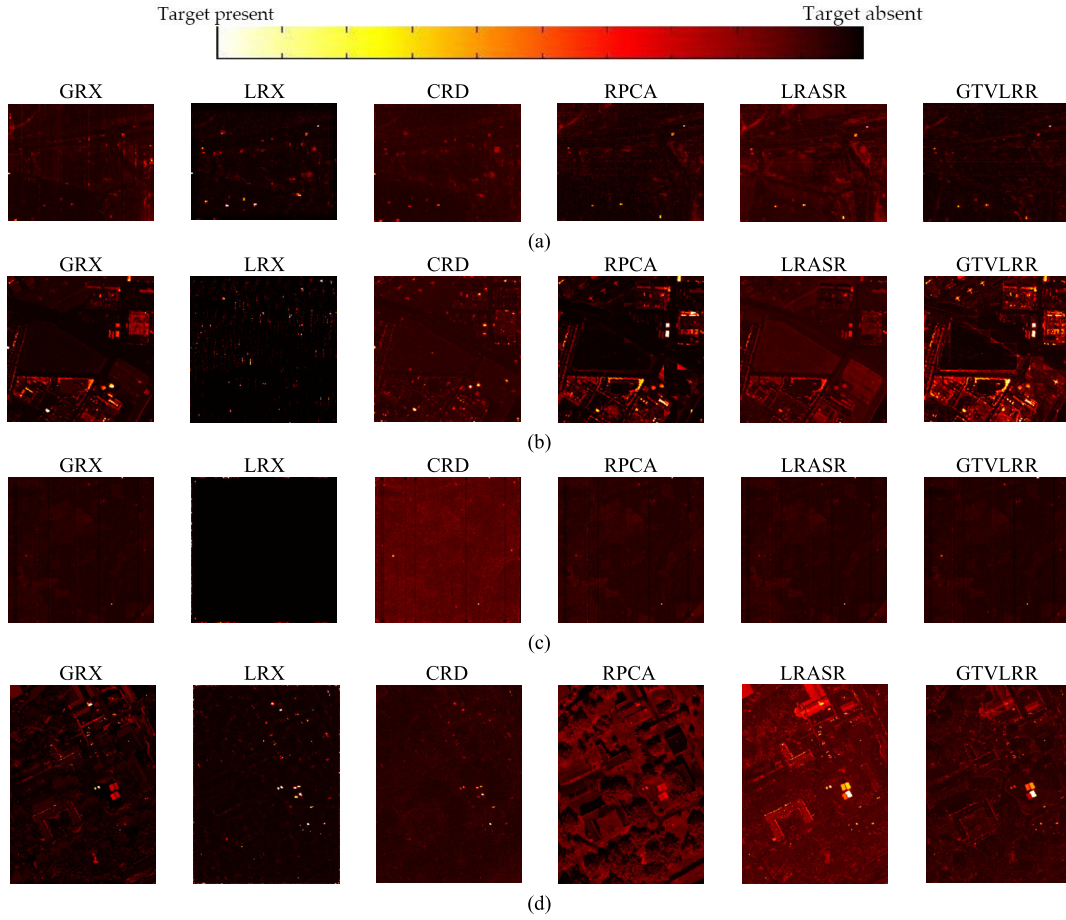 Target present Target absent
GRX LRX CRD RPCA LRASR GTVLRR
(a)
GRX LRX CRD RPCA LRASR GTVLRR
(b)
GRX LRX CRD RPCA LRASR GTVLRR
(c)
GRX LRX CRD RPCA LRASR GTVLRR
(d)